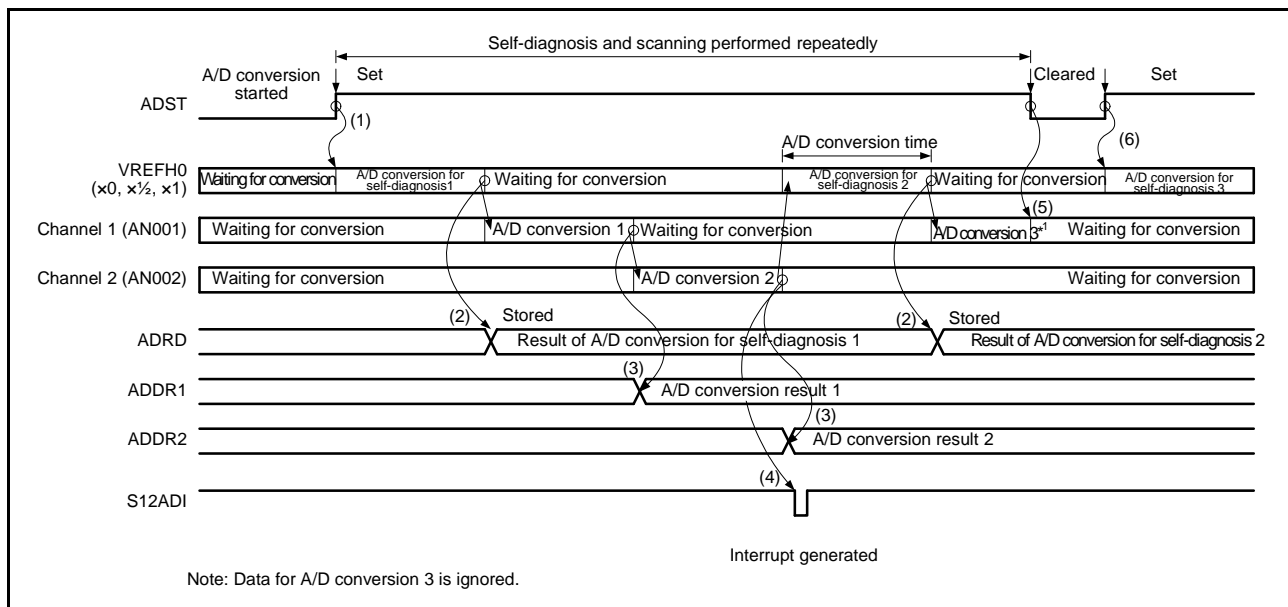 Self-diagnosis and scanning performed repeatedly
A/D conversion
started
Set
Cleared
Set
ADST
(1)
(6)
A/D conversion time
VREFH0
(×0, ×½, ×1)
Waiting for conversion
A/D conversion for
self-diagnosis1
Waiting for conversion
A/D conversion for
self-diagnosis 2
Waiting for conversion
A/D conversion for
self-diagnosis 3
(5)
Channel 1 (AN001)
Waiting for conversion
A/D conversion 1
Waiting for conversion
A/D conversion 3*1
Waiting for conversion
Channel 2 (AN002)
Waiting for conversion
A/D conversion 2
Waiting for conversion
(2)
Stored
(2)
Stored
ADRD
Result of A/D conversion for self-diagnosis 1
Result of A/D conversion for self-diagnosis 2
(3)
ADDR1
A/D conversion result 1
(3)
ADDR2
A/D conversion result 2
(4)
S12ADI
Interrupt generated
Note: Data for A/D conversion 3 is ignored.